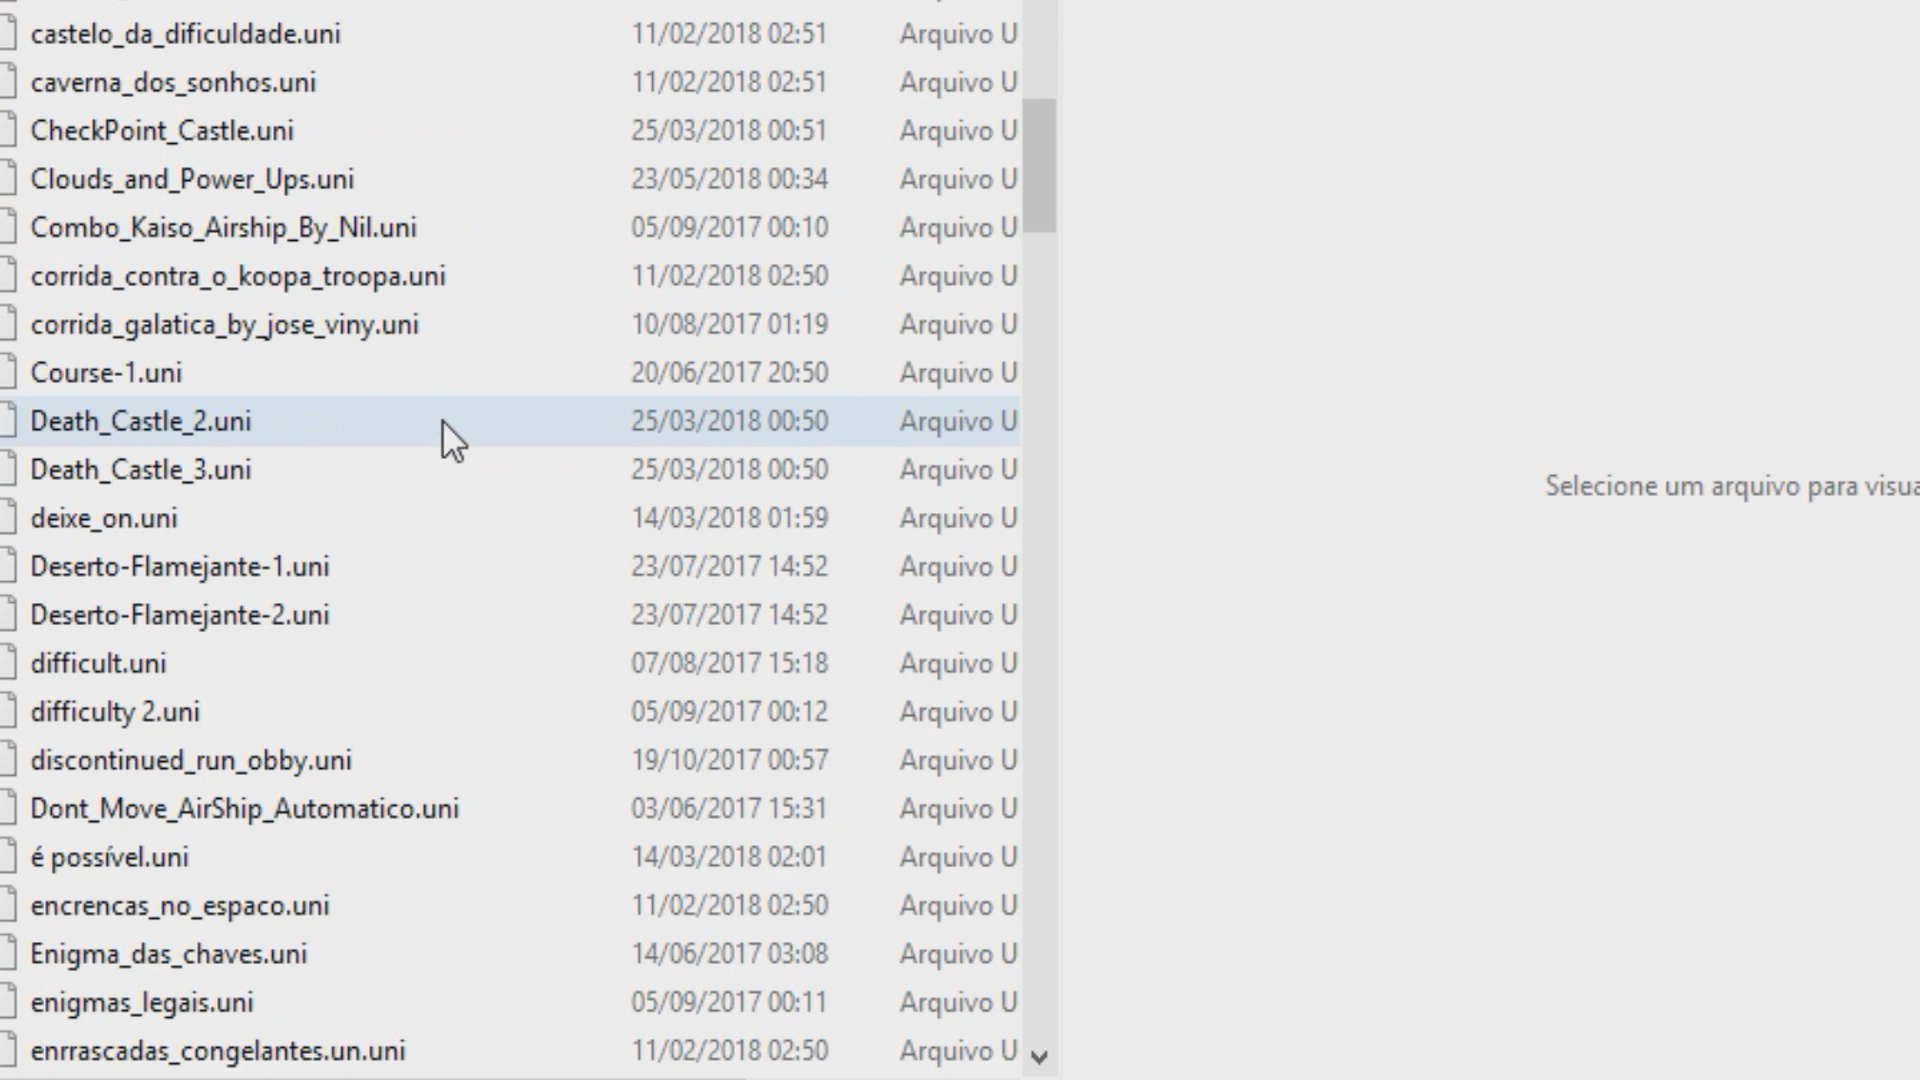 castelo_da_dificuldade.uni 11/02/2018 02:51 Arquivo U
caverna_dos_sonhos.uni 11/02/2018 02:51 Arquivo U
CheckPoint_Castle.uni 25/03/2018 00:51 Arquivo U
Clouds_and_Power_Ups.uni 23/05/2018 00:34 Arquivo U
Combo_Kaiso_Airship_By_Nil.uni 05/09/2017 00:10 Arquivo U
corrida_contra_o_koopa_troopa.uni 11/02/2018 02:50 Arquivo U
corrida_galatica_by_jose_viny.uni 10/08/2017 01:19 Arquivo U
Course-1.uni 20/06/2017 20:50 Arquivo U
Death_Castle_2.uni 25/03/2018 00:50 Arquivo U
Death_Castle_3.uni 25/03/2018 00:50 Arquivo U
Selecione um arquivo para visua
deixe_on.uni 14/03/2018 01:59 Arquivo U
Deserto-Flamejante-1.uni 23/07/2017 14:52 Arquivo U
Deserto-Flamejante-2.uni 23/07/2017 14:52 Arquivo U
difficult.uni 07/08/2017 15:18 Arquivo U
difficulty 2.uni 05/09/2017 00:12 Arquivo U
discontinued_run_obby.uni 19/10/2017 00:57 Arquivo U
Dont_Move_AirShip_Automatico.uni 03/06/2017 15:31 Arquivo U
é possível.uni 14/03/2018 02:01 Arquivo U
encrencas_no_espaco.uni 11/02/2018 02:50 Arquivo U
Enigma_das_chaves.uni 14/06/2017 03:08 Arquivo U
enigmas_legais.uni 05/09/2017 00:11 Arquivo U
enrrascadas_congelantes.un.uni 11/02/2018 02:50 Arquivo U